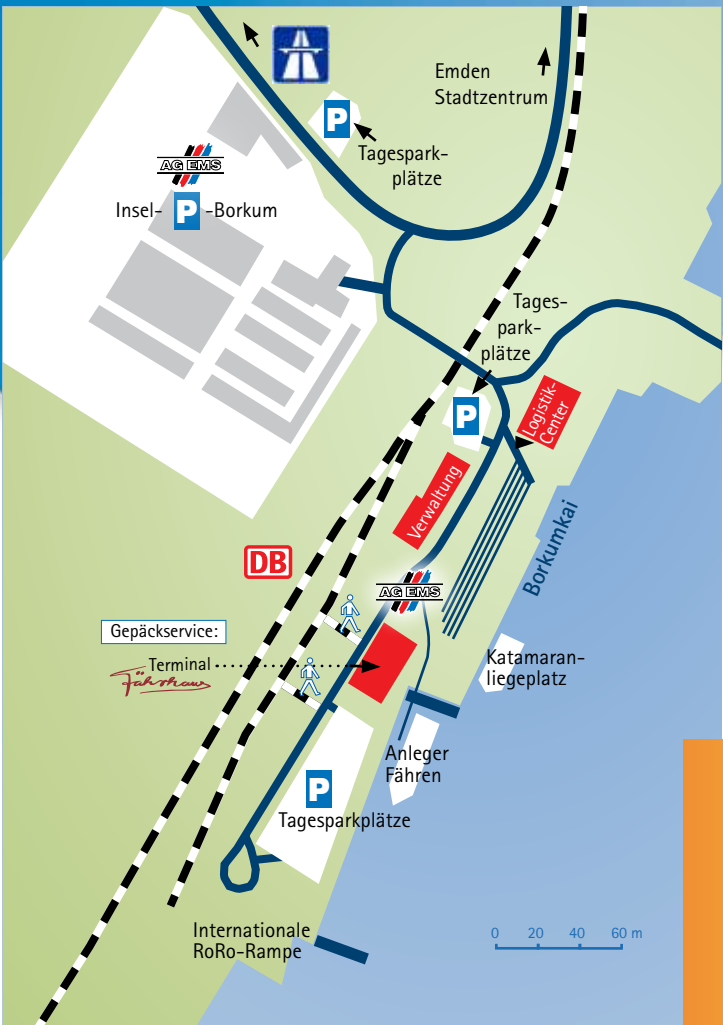 Emden
Stadtzentrum
P
Tagespark-
plätze
AG EMS
Insel- P -Borkum
Tages-
park-
plätze
P
Logistik-
Center
Verwaltung
Borkumkai
DB
AG EMS
Gepäckservice:
Terminal
Fährhaus
Katamaran-
liegeplatz
Anleger
Fähren
P
Tagesparkplätze
Internationale
RoRo-Rampe
0 20 40 60 m